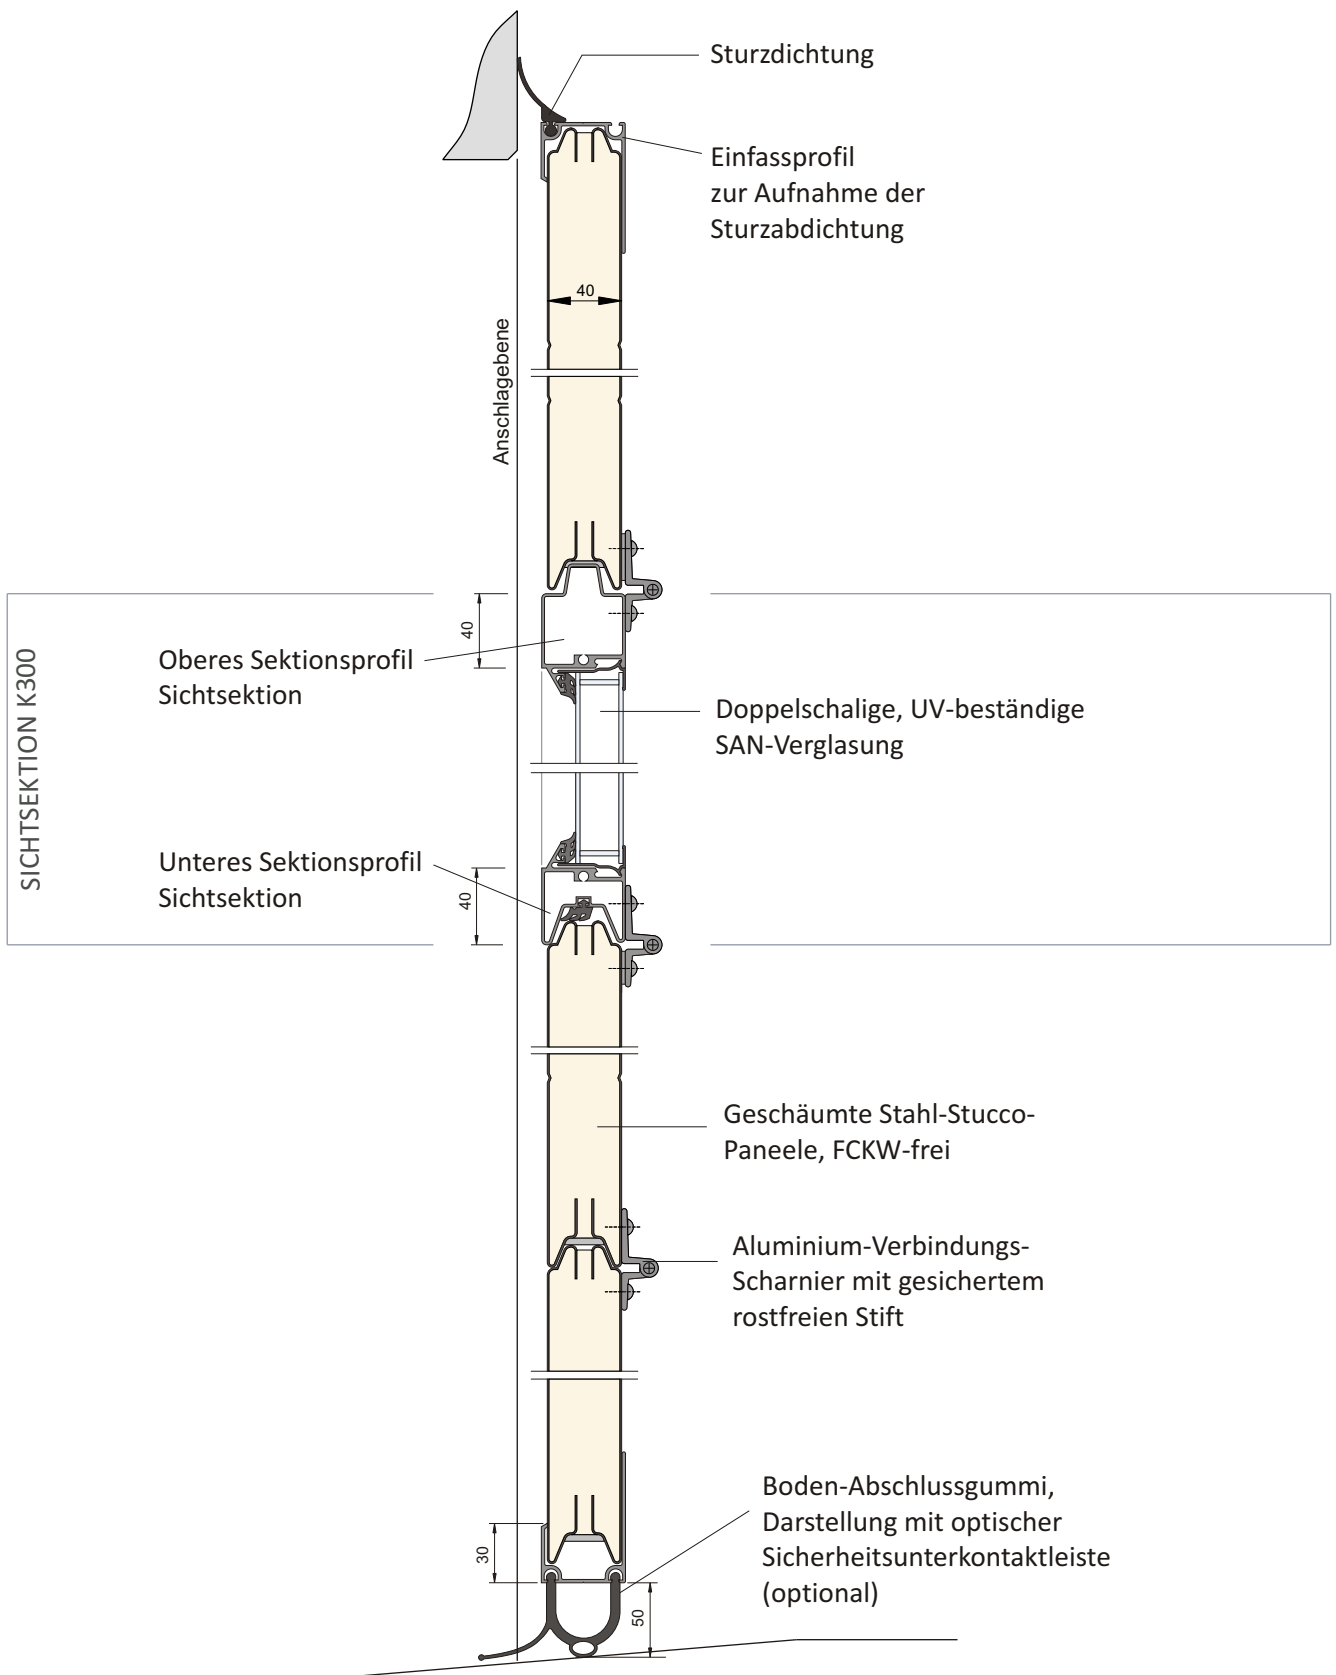 Sturzdichtung
Einfassprofil
zur Aufnahme der
Sturzabdichtung
40
Anschlagebene
40
SICHTSEKTION K300
Oberes Sektionsprofil
Sichtsektion
Doppelschalige, UV-beständige
SAN-Verglasung
Unteres Sektionsprofil
Sichtsektion
40
Geschäumte Stahl-Stucco-
Paneele, FCKW-frei
Aluminium-Verbindungs-
Scharnier mit gesichertem
rostfreien Stift
Boden-Abschlussgummi,
Darstellung mit optischer
Sicherheitsunterkontaktleiste
(optional)
30
50